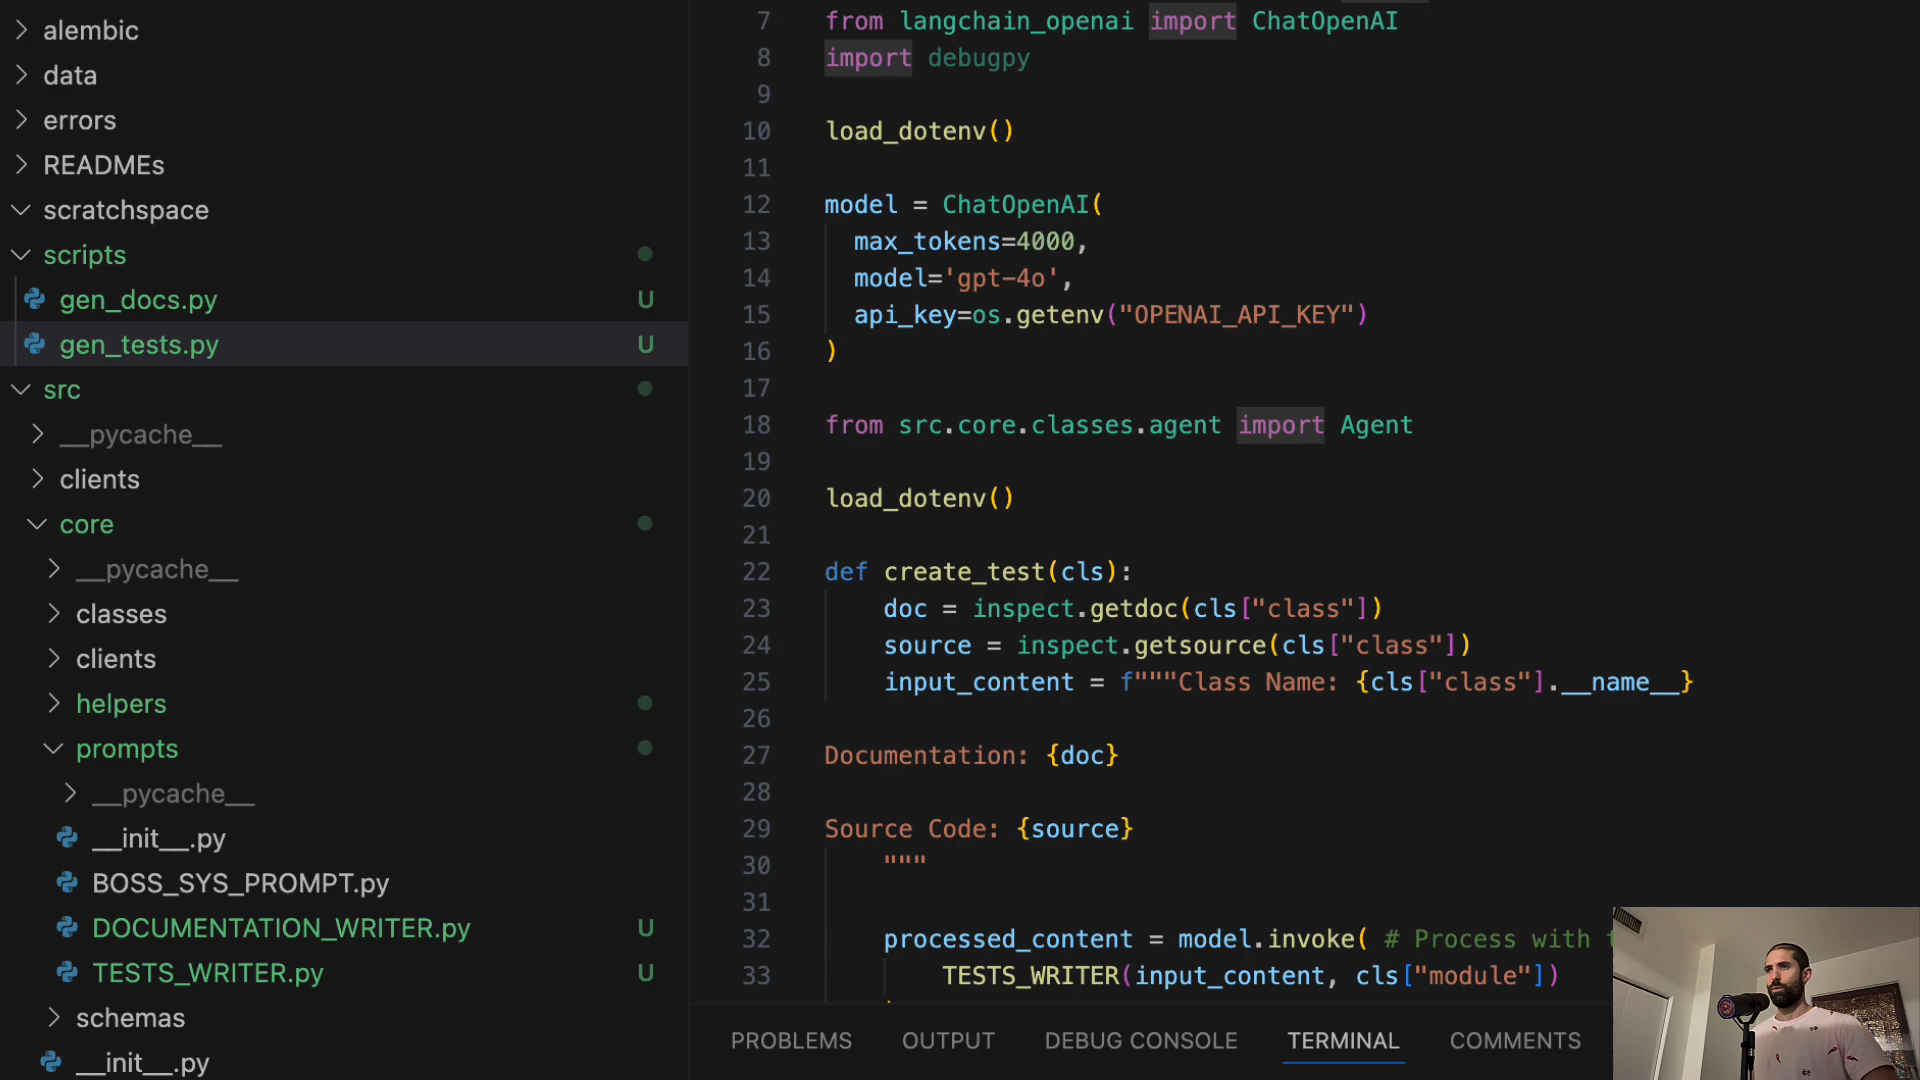 alembic
data
errors
READMEs
scratchspace
scripts
gen_docs.py U
gen_tests.py U
src
__pycache__
clients
core
__pycache__
classes
clients
helpers
prompts
__pycache__
__init__.py
BOSS_SYS_PROMPT.py
DOCUMENTATION_WRITER.py U
TESTS_WRITER.py U
schemas
__init__.py
7 from langchain_openai import ChatOpenAI
8 import debugpy
9
10 load_dotenv()
11
12 model = ChatOpenAI(
13 max_tokens=4000,
14 model='gpt-4o',
15 api_key=os.getenv("OPENAI_API_KEY")
16 )
17
18 from src.core.classes.agent import Agent
19
20 load_dotenv()
21
22 def create_test(cls):
23 doc = inspect.getdoc(cls["class"])
24 source = inspect.getsource(cls["class"])
25 input_content = f"""Class Name: {cls["class"].__name__}
26
27 Documentation: {doc}
28
29 Source Code: {source}
30 """
31
32 processed_content = model.invoke( # Process with
33 TESTS_WRITER(input_content, cls["module"])
PROBLEMS OUTPUT DEBUG CONSOLE TERMINAL COMMENTS